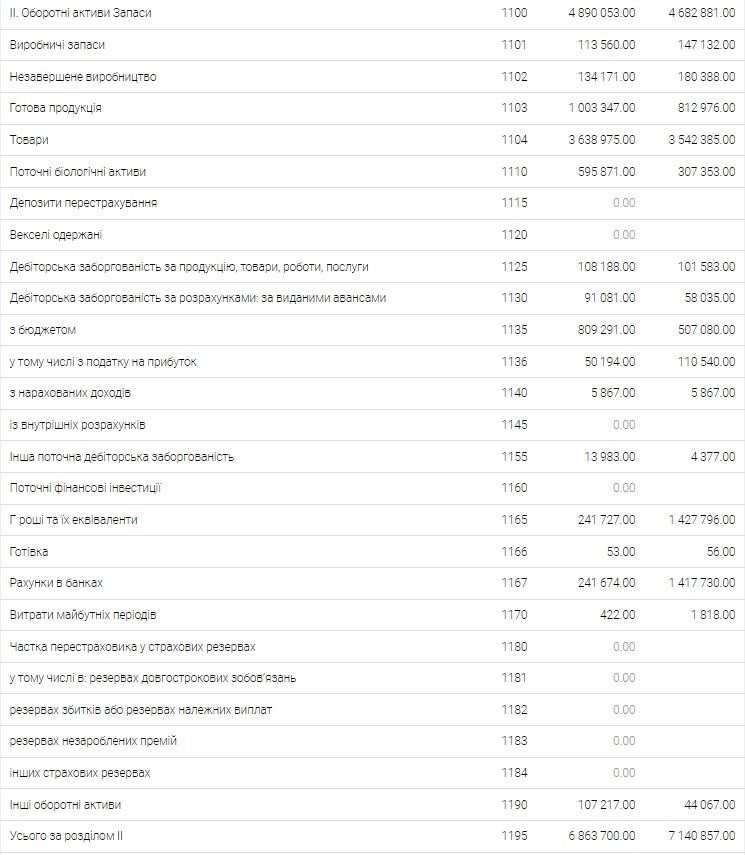 II. Оборотні активи Запаси 1100 4 890 053.00 4 682 881.00
Виробничі запаси 1101 113 560.00 147 132.00
Незавершене виробництво 1102 134 171.00 180 388.00
Готова продукція 1103 1 003 347.00 812 976.00
Товари 1104 3 638 975.00 3 542 385.00
Поточні біологічні активи 1110 595 871.00 307 353.00
Депозити перестрахування 1115 0.00
Векселі одержані 1120 0.00
Дебіторська заборгованість за продукцію, товари, роботи, послуги 1125 108 188.00 101 583.00
Дебіторська заборгованість за розрахунками: за виданими авансами 1130 91 081.00 58 035.00
з бюджетом 1135 809 291.00 507 080.00
у тому числі з податку на прибуток 1136 50 194.00 110 540.00
з нарахованих доходів 1140 5 867.00 5 867.00
із внутрішніх розрахунків 1145 0.00
Інша поточна дебіторська заборгованість 1155 13 983.00 4 377.00
Поточні фінансові інвестиції 1160 0.00
Г роші та їх еквіваленти 1165 241 727.00 1 427 796.00
Готівка 1166 53.00 56.00
Рахунки в банках 1167 241 674.00 1 417 730.00
Витрати майбутніх періодів 1170 422.00 1 818.00
Частка перестраховика у страхових резервах 1180 0.00
у тому числі в: резервах довгострокових зобов’язань 1181 0.00
резервах збитків або резервах належних виплат 1182 0.00
резервах незароблених премій 1183 0.00
інших страхових резервах 1184 0.00
Інші оборотні активи 1190 107 217.00 44 067.00
Усього за розділом II 1195 6 863 700.00 7 140 857.00